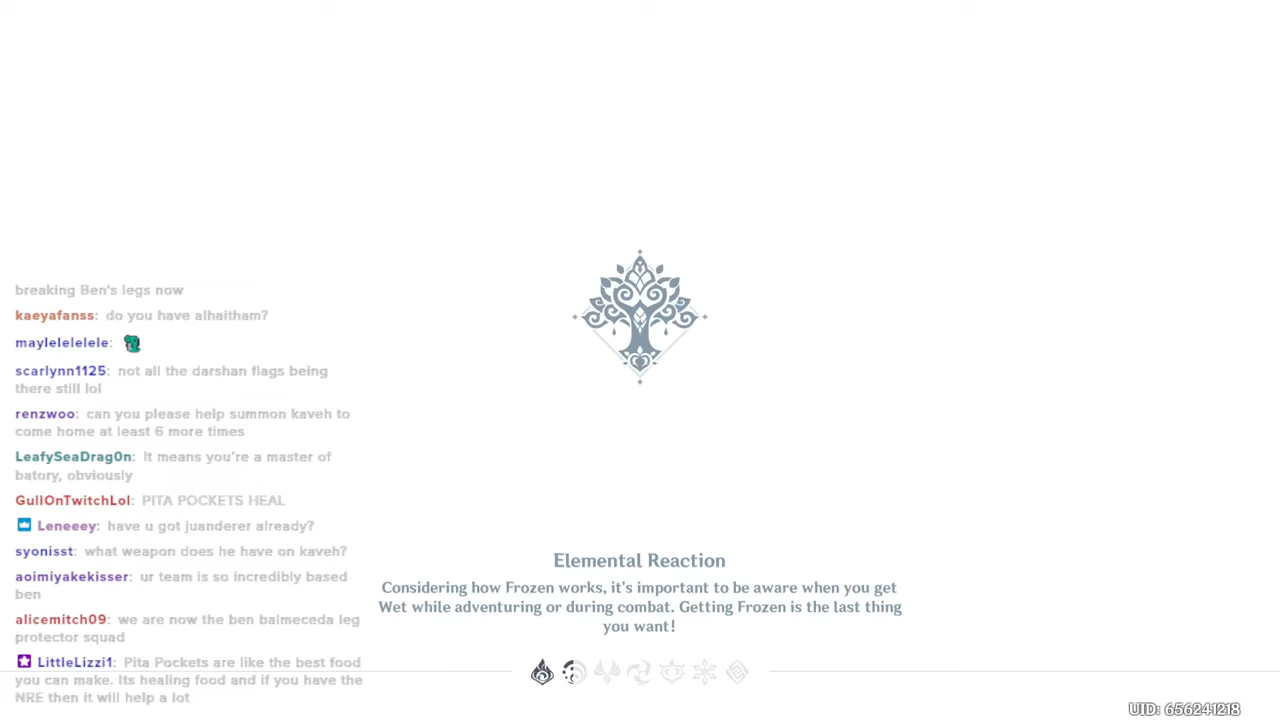 breaking Ben's legs now
kaeyafanss: do you have alhaitham?
maylelelelele:
scarlynn1125: not all the darshan flags being
there still lol
renzwoo: can you please help summon kaveh to
come home at least 6 more times
LeafySeaDrag0n: It means you're a master of
batory, obviously
GullOnTwitchLol: PITA POCKETS HEAL
Leneeey: have u got juanderer already?
syonisst: what weapon does he have on kaveh?
aoimiyakekisser: ur team is so incredibly based
ben
alicemitch09: we are now the ben balmeceda leg
protector squad
LittleLizzi1: Pita Pockets are like the best food
you can make. Its healing food and if you have the
NRE then it will help a lot
Elemental Reaction
Considering how Frozen works, it's important to be aware when you get
Wet while adventuring or during combat. Getting Frozen is the last thing
you want!
UID: 656241218